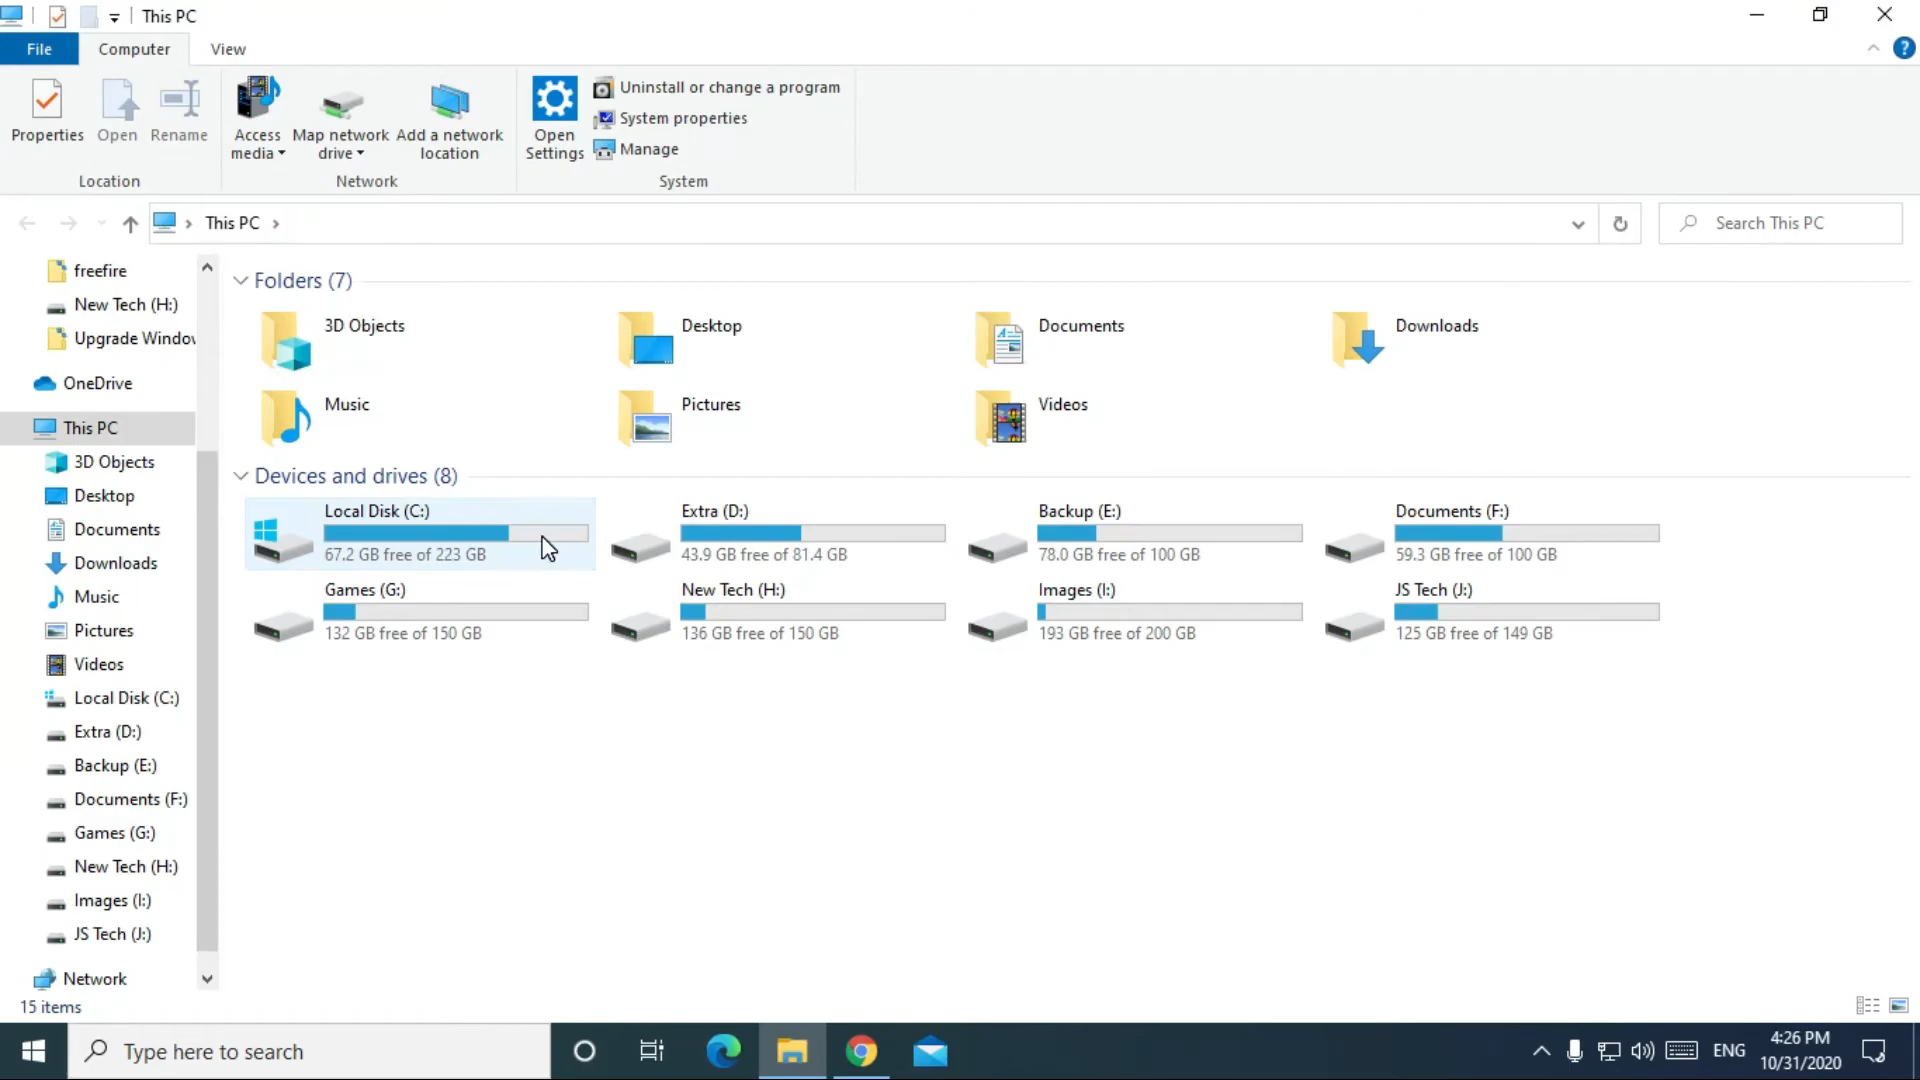 This PC
File
Computer
View
Properties
Open
Rename
Access
media
Map network
drive
Add a network
location
Open
Settings
Uninstall or change a program
System properties
Manage
Location
Network
System
This PC
Search This PC
freefire
New Tech (H:)
Upgrade Window
OneDrive
This PC
3D Objects
Desktop
Documents
Downloads
Music
Pictures
Videos
Local Disk (C:)
Extra (D:)
Backup (E:)
Documents (F:)
Games (G:)
New Tech (H:)
Images (I:)
JS Tech (J:)
Network
Folders (7)
3D Objects
Desktop
Documents
Downloads
Music
Pictures
Videos
Devices and drives (8)
Local Disk (C:)
67.2 GB free of 223 GB
Extra (D:)
43.9 GB free of 81.4 GB
Backup (E:)
78.0 GB free of 100 GB
Documents (F:)
59.3 GB free of 100 GB
Games (G:)
132 GB free of 150 GB
New Tech (H:)
136 GB free of 150 GB
Images (I:)
193 GB free of 200 GB
JS Tech (J:)
125 GB free of 149 GB
15 items
Type here to search
ENG
4:26 PM
10/31/2020